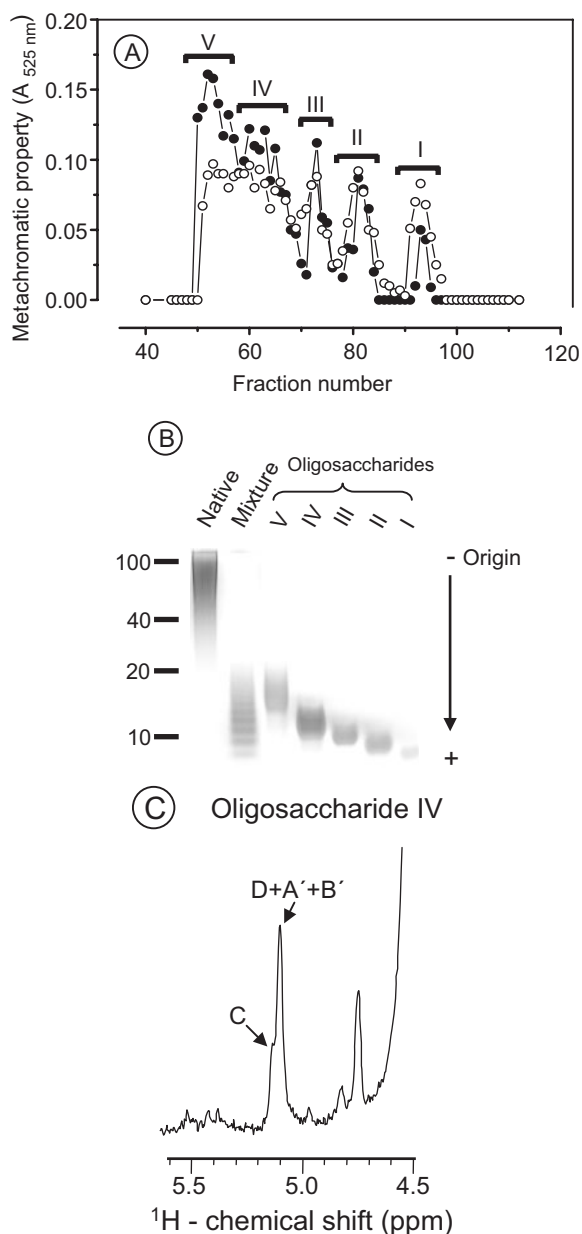 A
Metachromatic property (A 525 nm)
0.20
0.15
0.10
0.05
0.00
V
IV
III
II
I
40 60 80 100 120
Fraction number
B
Native
Mixture
Oligosaccharides
V
IV
III
II
I
100
40
20
10
- Origin
+
C Oligosaccharide IV
D+A´+B´
C
5.5 5.0 4.5
¹H - chemical shift (ppm)